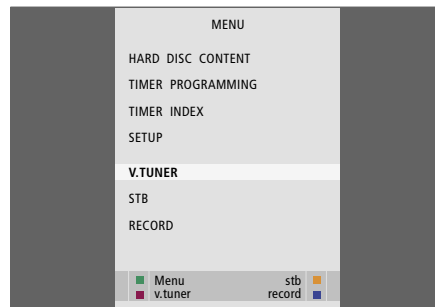 MENU
HARD DISC CONTENT
TIMER PROGRAMMING
TIMER INDEX
SETUP
V.TUNER
STB
RECORD
Menu stb
v.tuner record